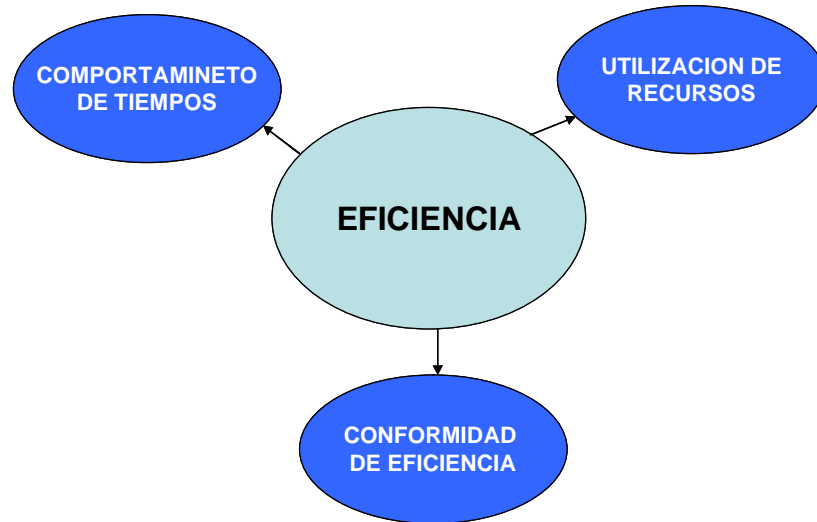 COMPORTAMINETO
DE TIEMPOS
UTILIZACION DE
RECURSOS
EFICIENCIA
CONFORMIDAD
DE EFICIENCIA